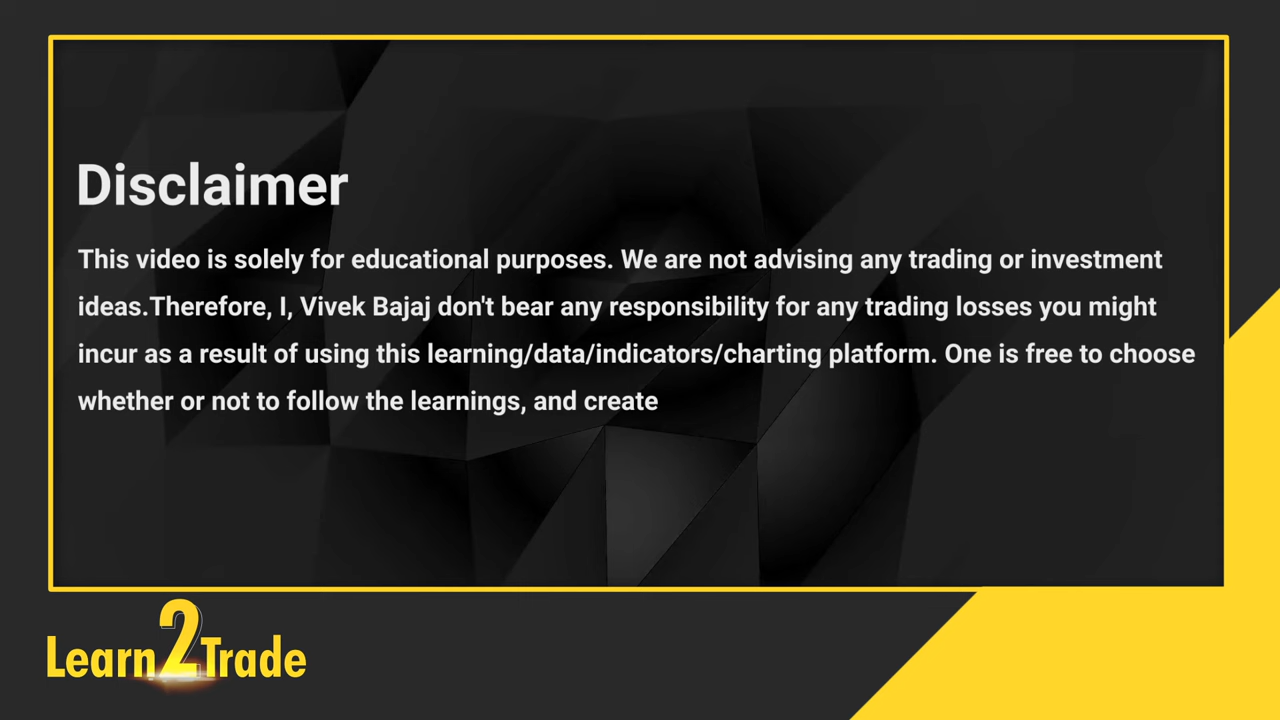 Disclaimer
This video is solely for educational purposes. We are not advising any trading or investment
ideas.Therefore, I, Vivek Bajaj don't bear any responsibility for any trading losses you might
incur as a result of using this learning/data/indicators/charting platform. One is free to choose
whether or not to follow the learnings, and create
Learn2Trade